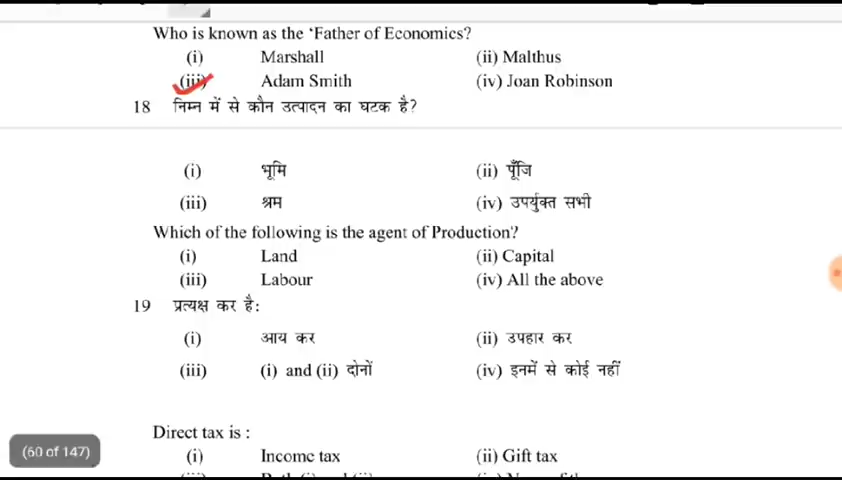 Who is known as the ‘Father of Economics?
(i) Marshall (ii) Malthus
(iii) Adam Smith (iv) Joan Robinson
18 निम्न में से कौन उत्पादन का घटक है?
(i) भूमि (ii) पूँजि
(iii) श्रम (iv) उपर्युक्त सभी
Which of the following is the agent of Production?
(i) Land (ii) Capital
(iii) Labour (iv) All the above
19 प्रत्यक्ष कर है:
(i) आय कर (ii) उपहार कर
(iii) (i) and (ii) दोनों (iv) इनमें से कोई नहीं
Direct tax is :
(60 of 147)
(i) Income tax (ii) Gift tax